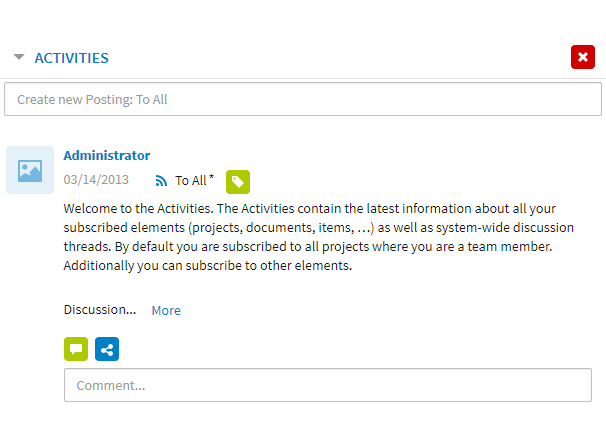 ACTIVITIES
Create new Posting: To All
Administrator
03/14/2013 To All *
Welcome to the Activities. The Activities contain the latest information about all your
subscribed elements (projects, documents, items, ...) as well as system-wide discussion
threads. By default you are subscribed to all projects where you are a team member.
Additionally you can subscribe to other elements.
Discussion... More
Comment...